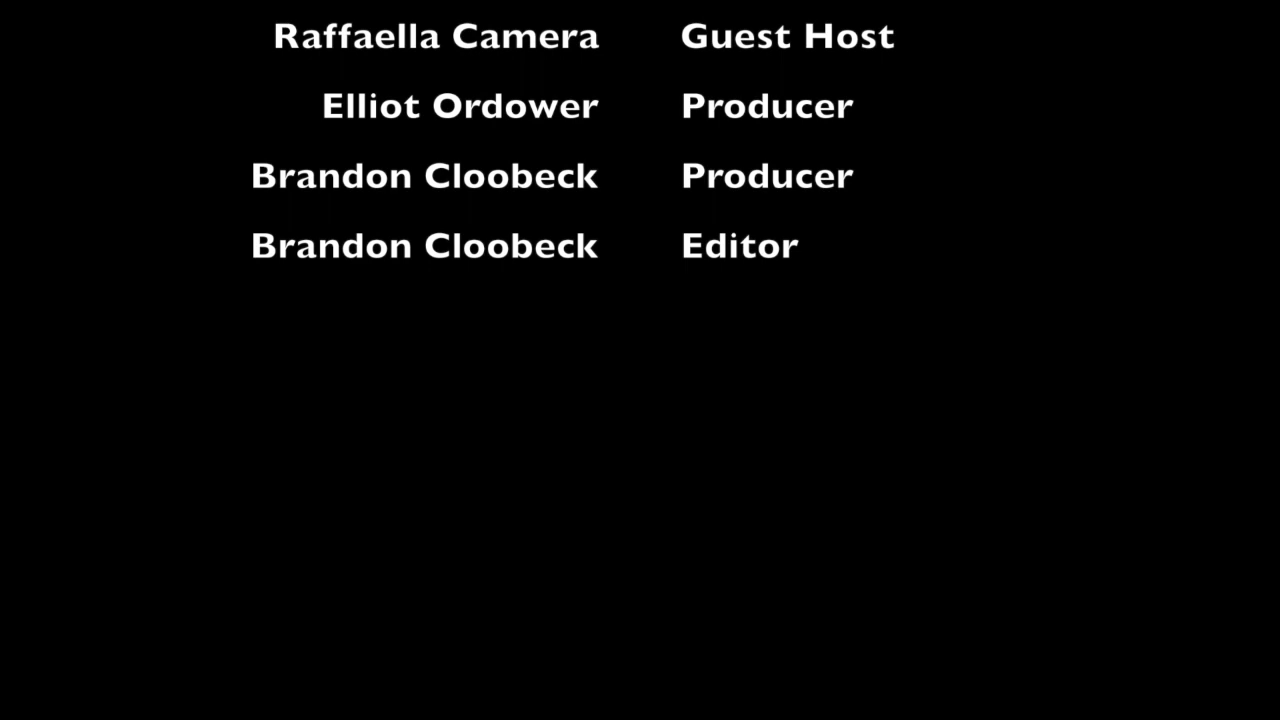 Raffaella Camera Guest Host
Elliot Ordower Producer
Brandon Cloobeck Producer
Brandon Cloobeck Editor